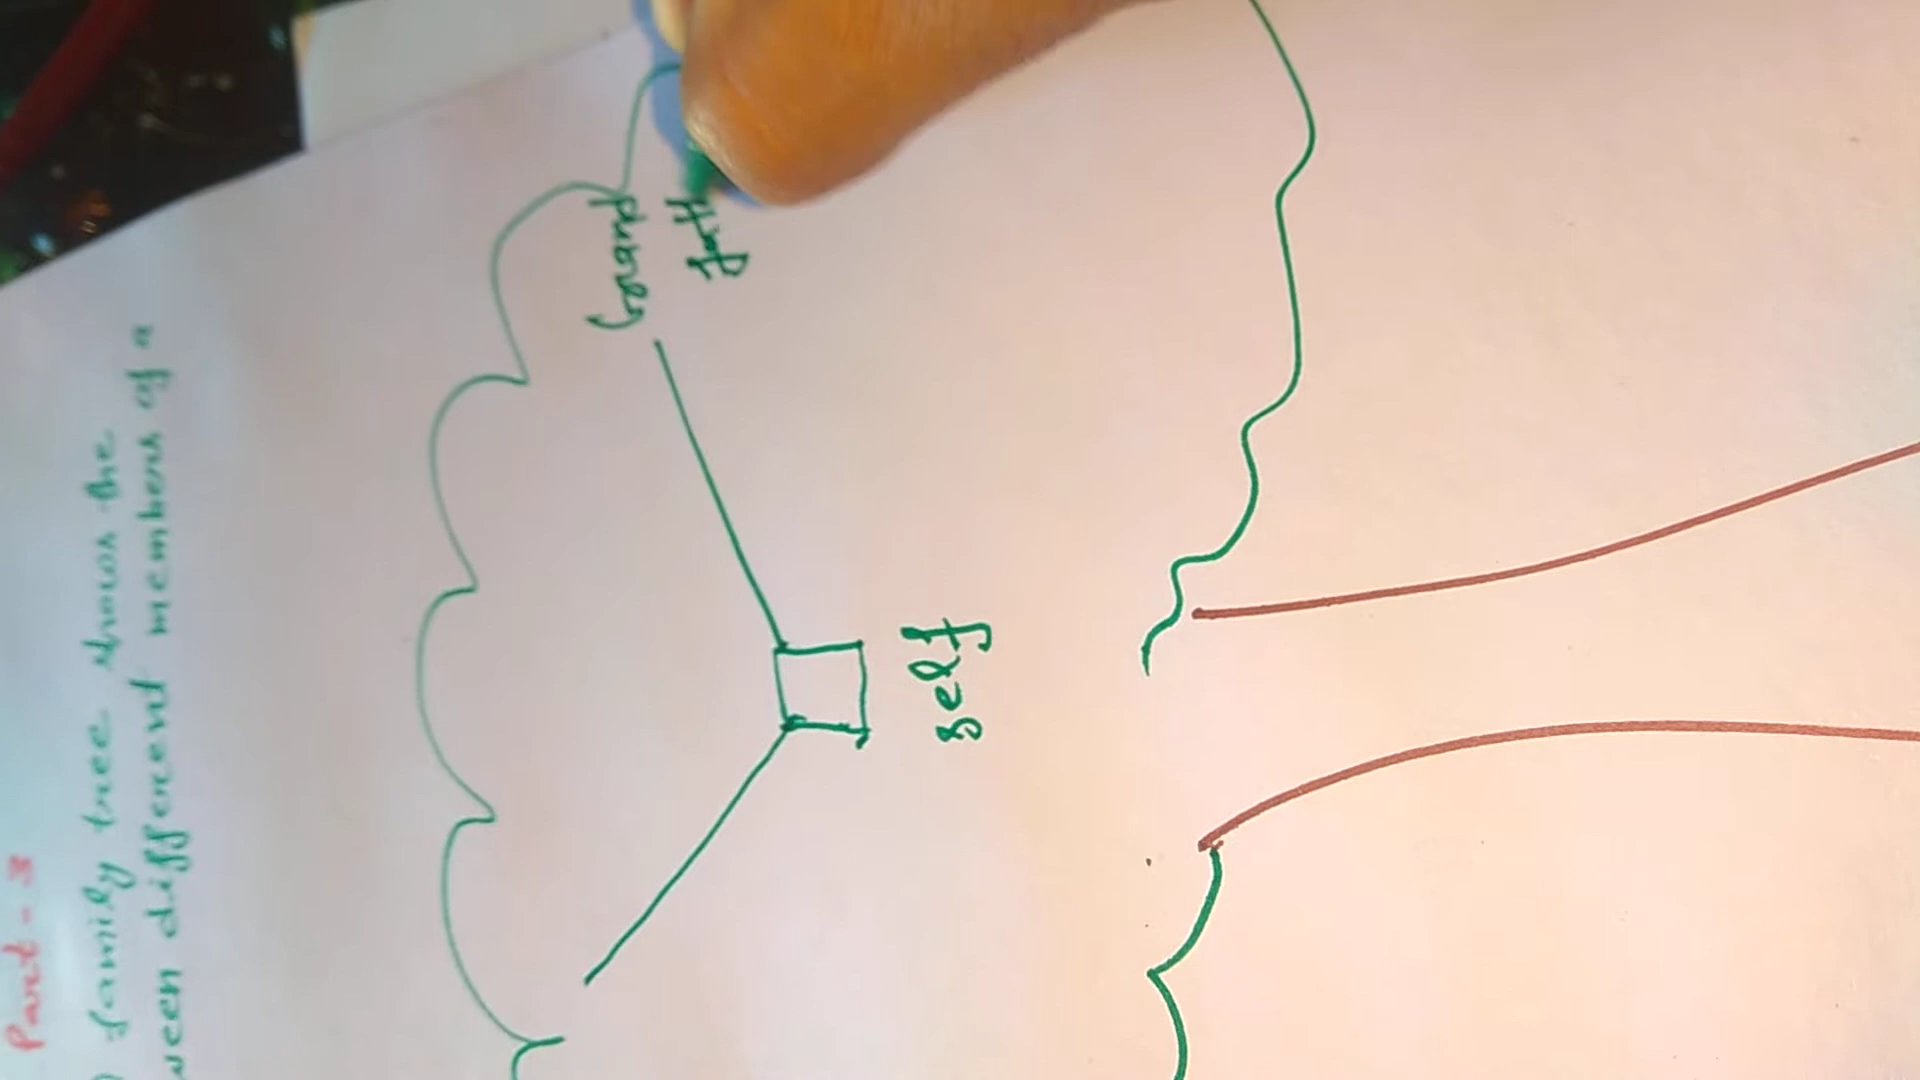 Part - 3
family tree shows the
ween different members of a
Grand
fath
self